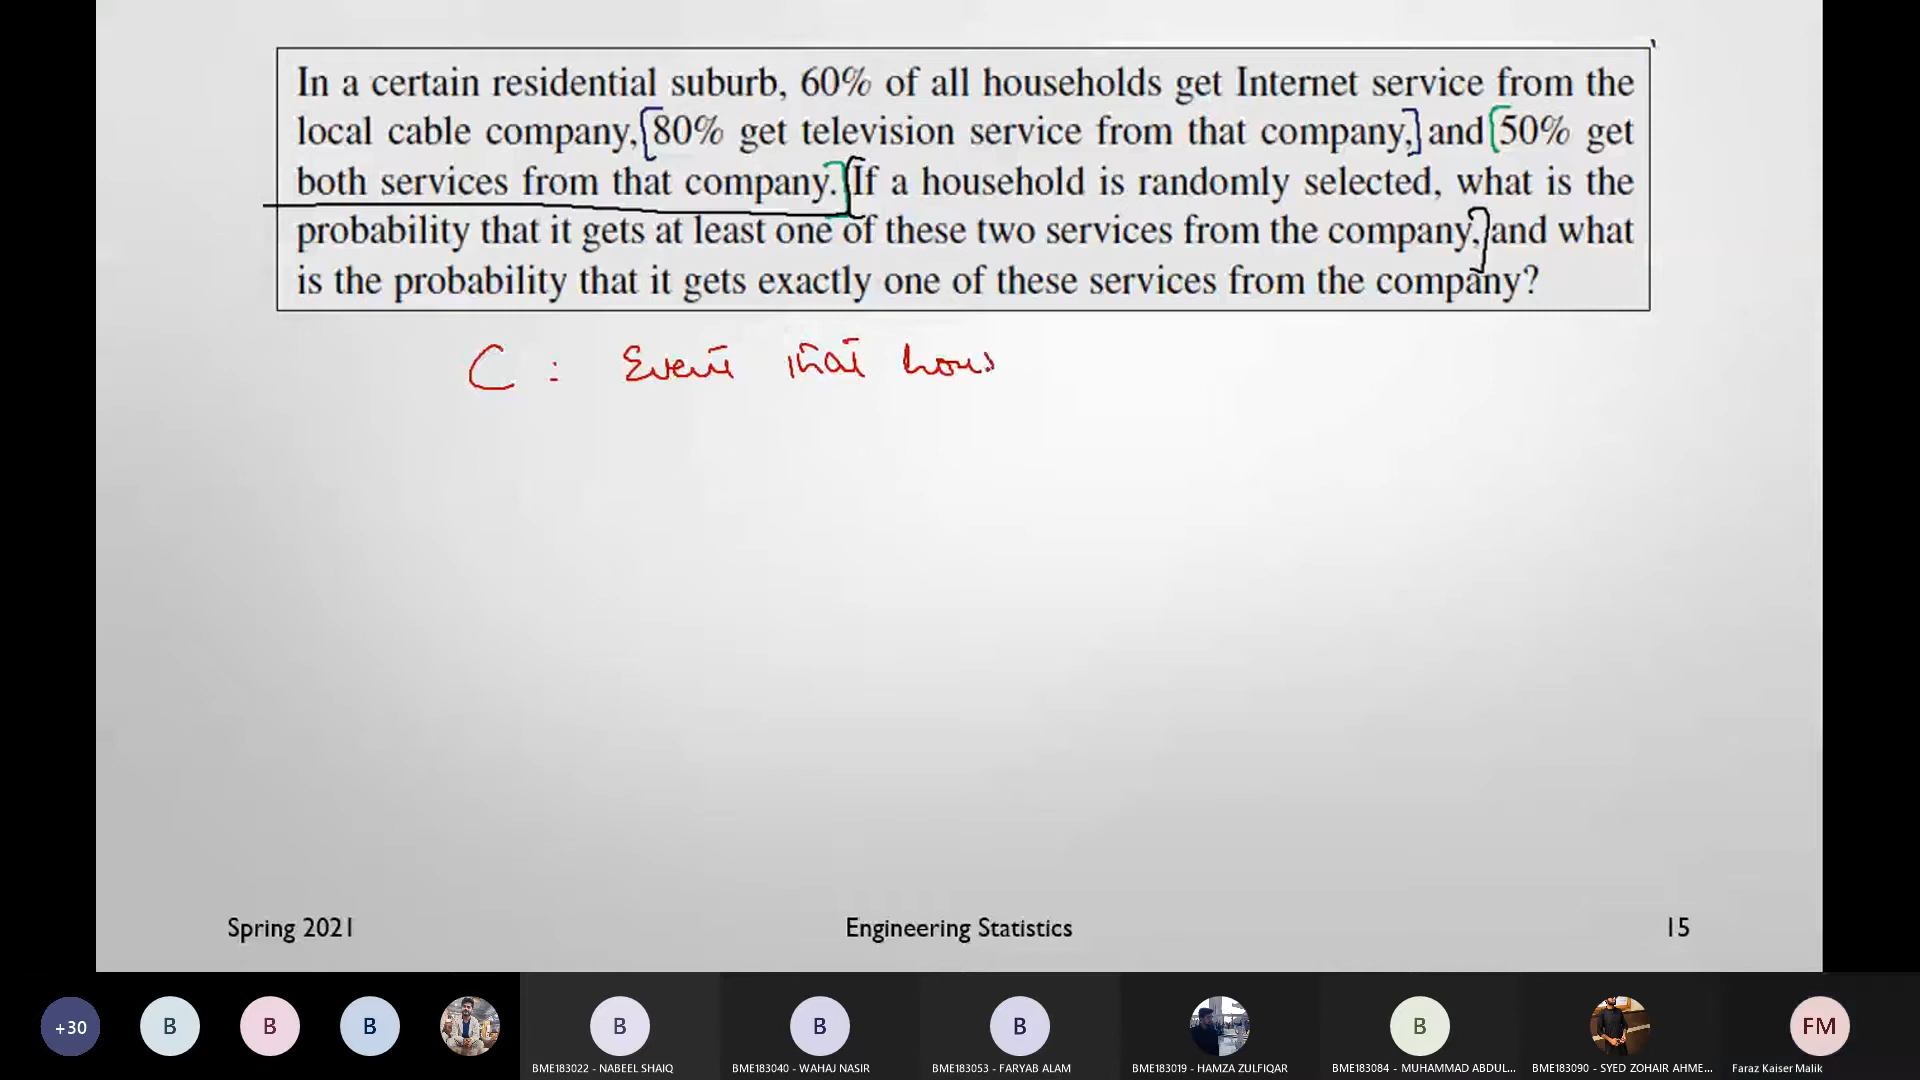 In a certain residential suburb, 60% of all households get Internet service from the
local cable company, [80% get television service from that company,] and [50% get
both services from that company.] [If a household is randomly selected, what is the
probability that it gets at least one of these two services from the company,] and what
is the probability that it gets exactly one of these services from the company?
C : Event that hous
Spring 2021 Engineering Statistics 15
+30 B B B B B B B FM
BME183022 - NABEEL SHAIQ BME183040 - WAHAJ NASIR BME183053 - FARYAB ALAM BME183019 - HAMZA ZULFIQAR BME183084 - MUHAMMAD ABDUL... BME183090 - SYED ZOHAIR AHME... Faraz Kaiser Malik